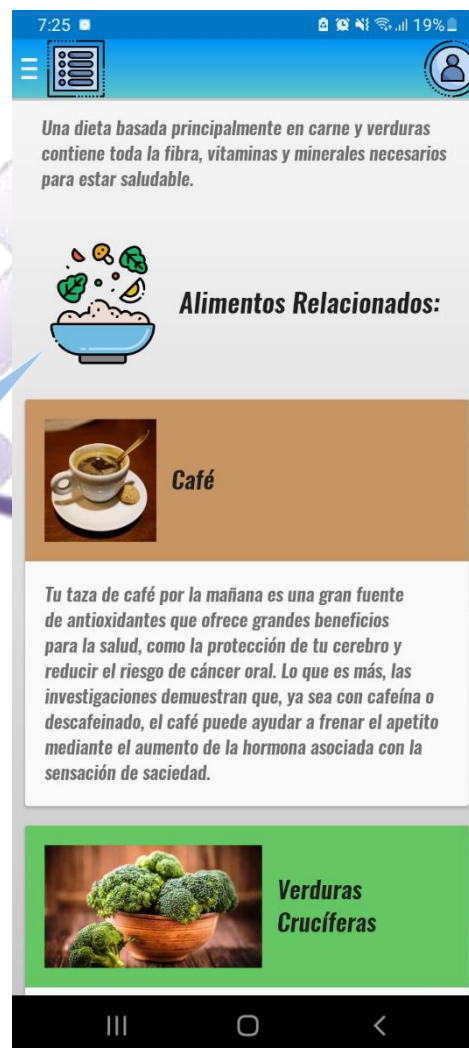 7:25
19%
Una dieta basada principalmente en carne y verduras
contiene toda la fibra, vitaminas y minerales necesarios
para estar saludable.
Alimentos Relacionados:
Café
Tu taza de café por la mañana es una gran fuente
de antioxidantes que ofrece grandes beneficios
para la salud, como la protección de tu cerebro y
reducir el riesgo de cáncer oral. Lo que es más, las
investigaciones demuestran que, ya sea con cafeína o
descafeinado, el café puede ayudar a frenar el apetito
mediante el aumento de la hormona asociada con la
sensación de saciedad.
Verduras
Crucíferas